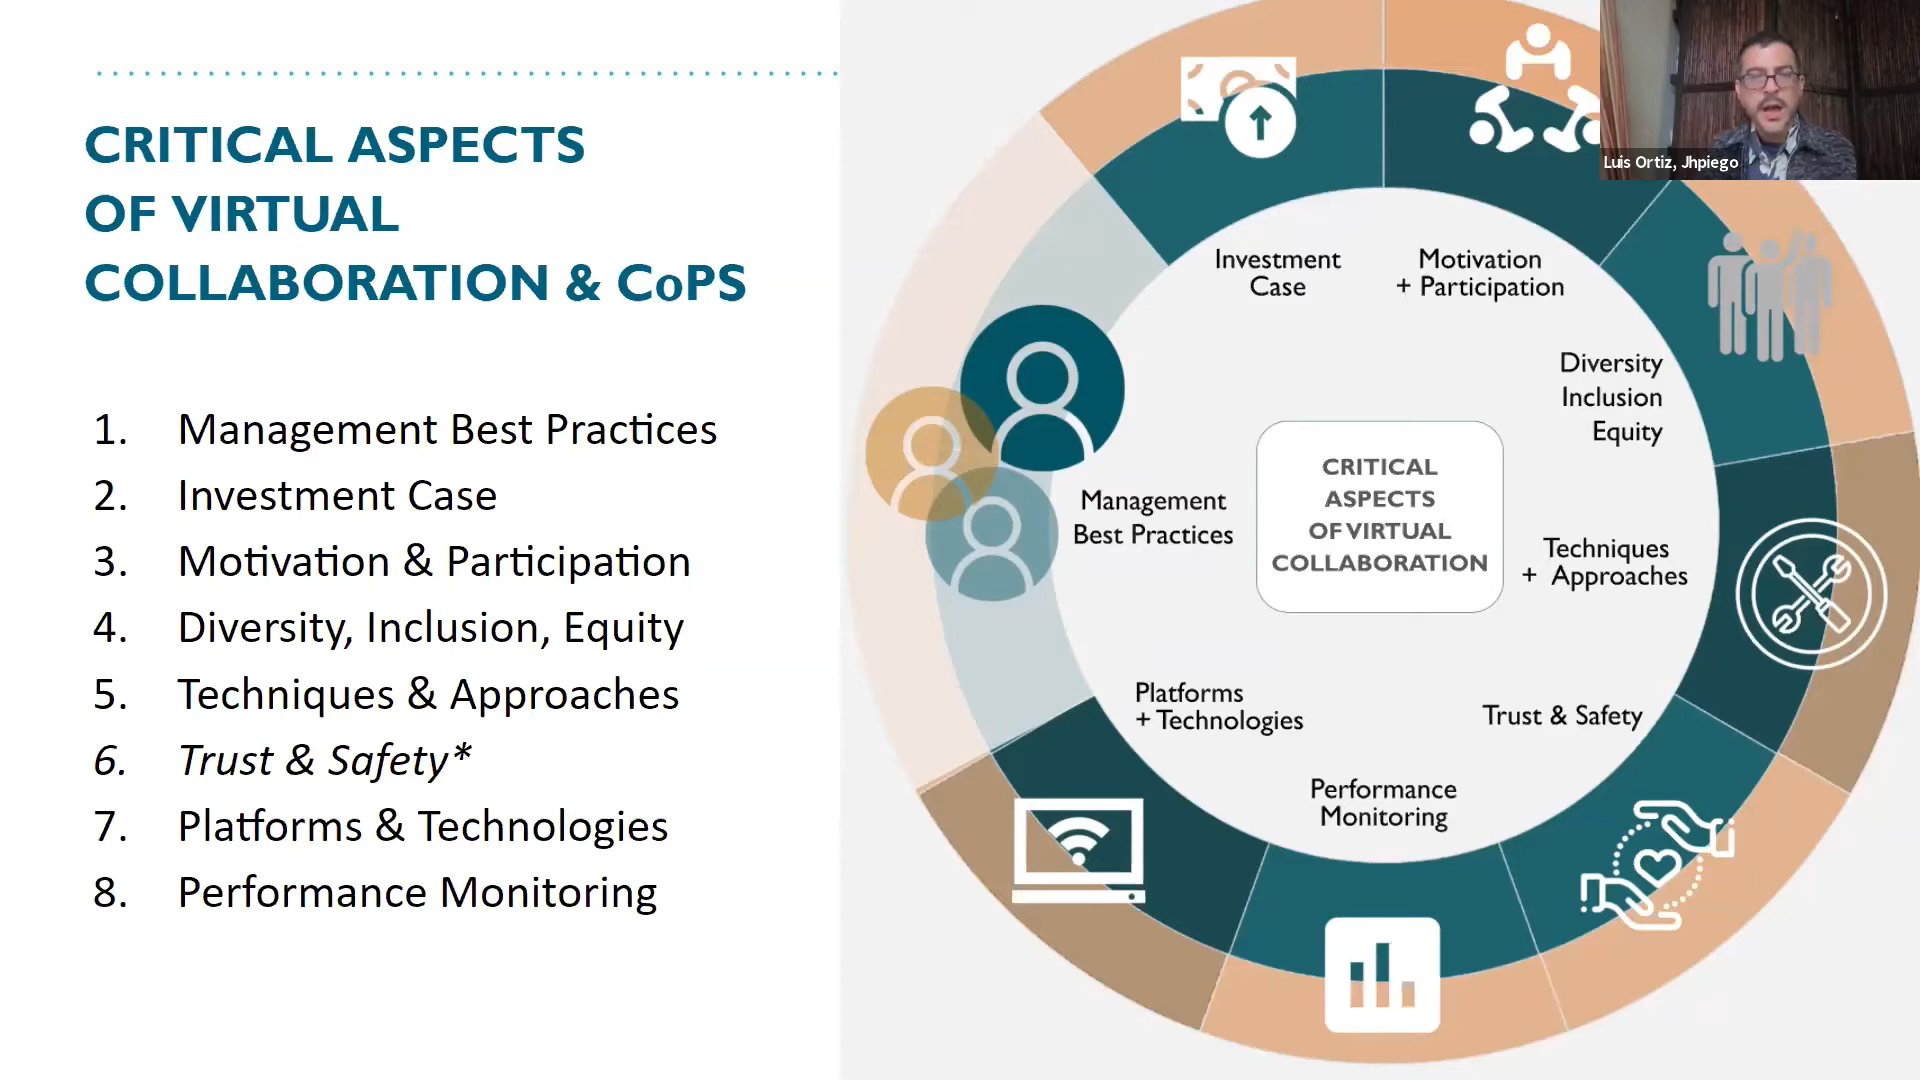 CRITICAL ASPECTS
OF VIRTUAL
COLLABORATION & CoPS
1. Management Best Practices
2. Investment Case
3. Motivation & Participation
4. Diversity, Inclusion, Equity
5. Techniques & Approaches
6. Trust & Safety*
7. Platforms & Technologies
8. Performance Monitoring
Investment
Case
Motivation
+ Participation
Diversity
Inclusion
Equity
Management
Best Practices
CRITICAL
ASPECTS
OF VIRTUAL
COLLABORATION
Techniques
+ Approaches
Platforms
+ Technologies
Trust & Safety
Performance
Monitoring
Luis Ortiz, Jhpiego